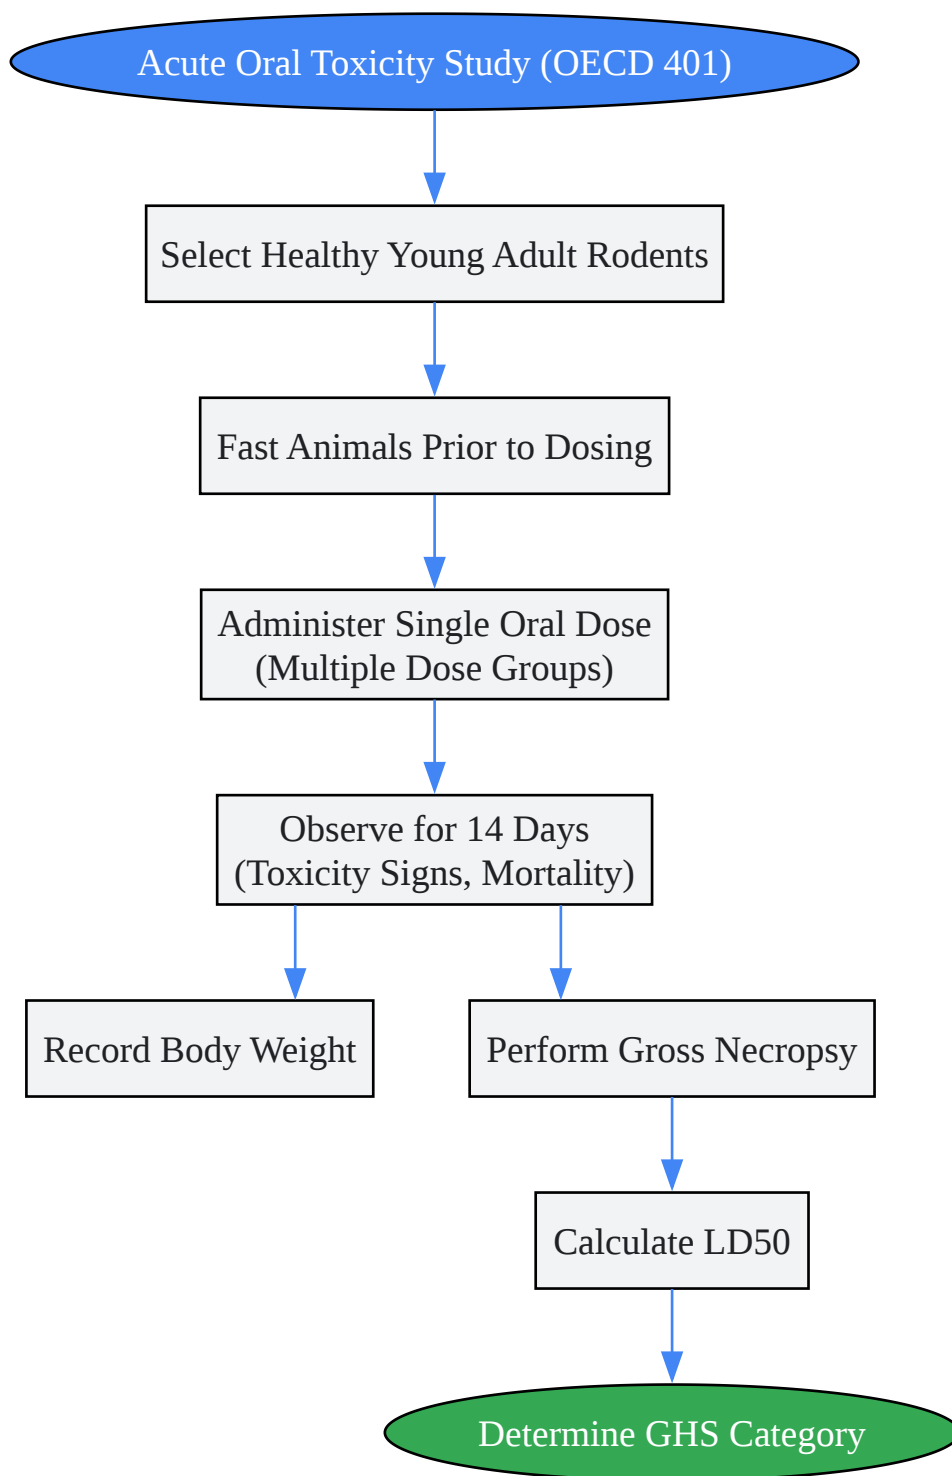 Acute Oral Toxicity Study (OECD 401)
Select Healthy Young Adult Rodents
Fast Animals Prior to Dosing
Administer Single Oral Dose
(Multiple Dose Groups)
Observe for 14 Days
(Toxicity Signs, Mortality)
Record Body Weight
Perform Gross Necropsy
Calculate LD50
Determine GHS Category